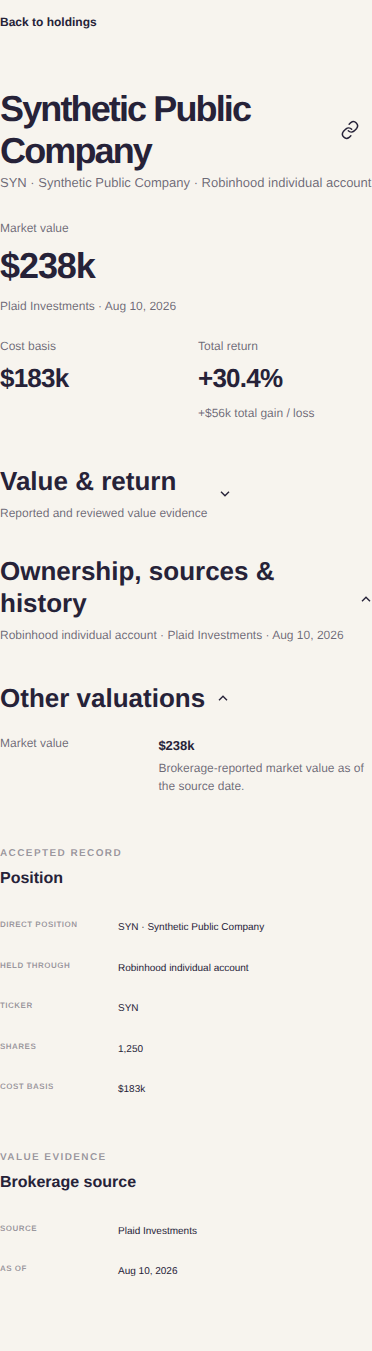 Back to holdings
Synthetic Public
Company
SYN · Synthetic Public Company · Robinhood individual account
Market value
$238k
Plaid Investments · Aug 10, 2026
Cost basis
Total return
$183k
+30.4%
+$56k total gain / loss
Value & return
Reported and reviewed value evidence
Ownership, sources &
history
Robinhood individual account · Plaid Investments · Aug 10, 2026
Other valuations
Market value
$238k
Brokerage-reported market value as of
the source date.
ACCEPTED RECORD
Position
DIRECT POSITION
SYN · Synthetic Public Company
HELD THROUGH
Robinhood individual account
TICKER
SYN
SHARES
1,250
COST BASIS
$183k
VALUE EVIDENCE
Brokerage source
SOURCE
Plaid Investments
AS OF
Aug 10, 2026